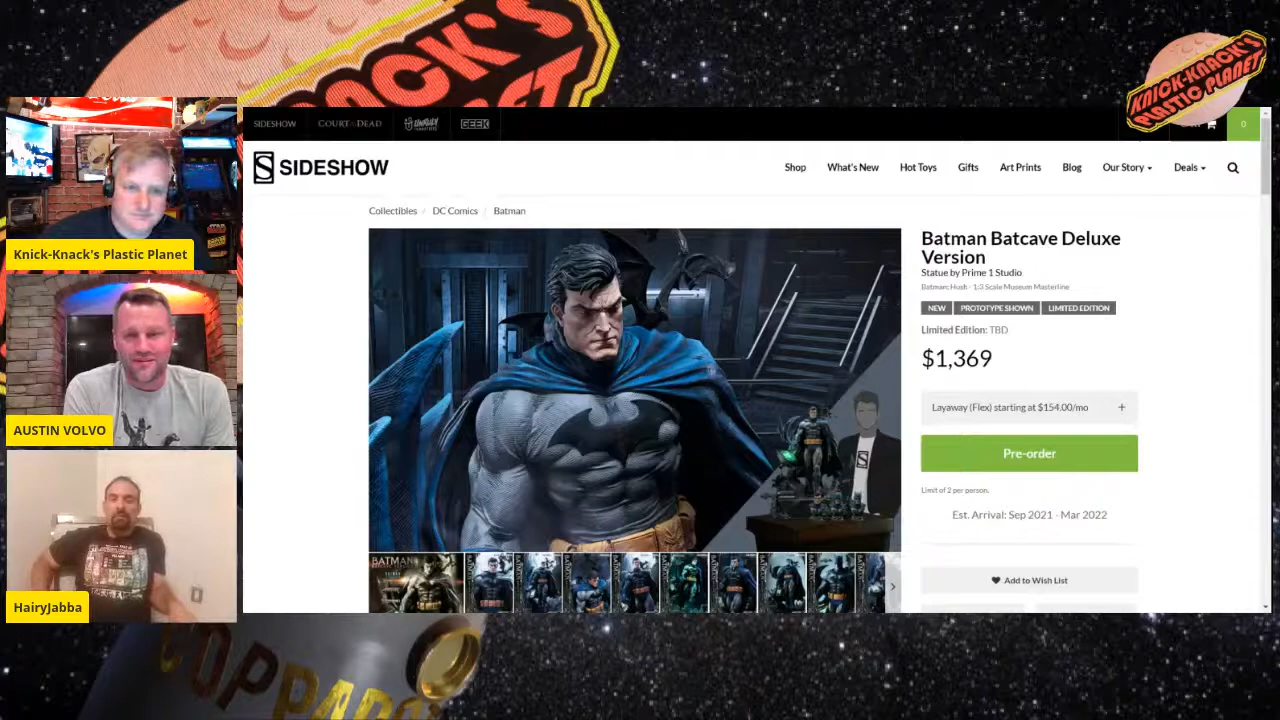 KNICK-KNACK'S
PLASTIC PLANET
SIDESHOW
COURT OF THE DEAD
UNRULY
GEEK
0
SIDESHOW
Shop
What's New
Hot Toys
Gifts
Art Prints
Blog
Our Story
Deals
Collectibles / DC Comics / Batman
Batman Batcave Deluxe
Version
Statue by Prime 1 Studio
Batman: Hush - 1:3 Scale Museum Masterline
NEW
PROTOTYPE SHOWN
LIMITED EDITION
Limited Edition: TBD
$1,369
Layaway (Flex) starting at $154.00/mo +
Pre-order
Limit of 2 per person.
Est. Arrival: Sep 2021 - Mar 2022
Add to Wish List
BATMAN
Knick-Knack's Plastic Planet
AUSTIN VOLVO
HairyJabba